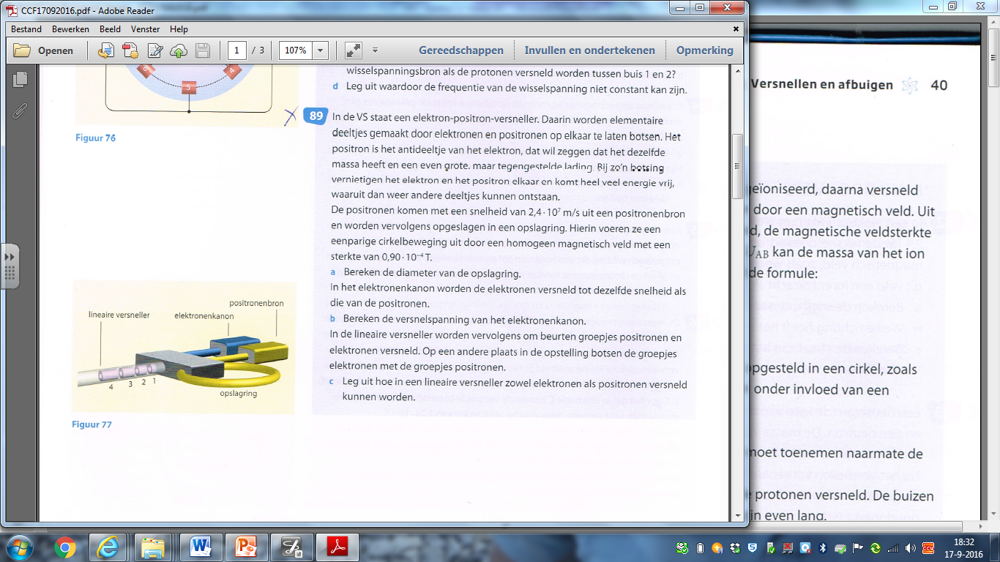 CCF17092016.pdf - Adobe Reader
Bestand Bewerken Beeld Venster Help
Openen 1 / 3 107% Gereedschappen Invullen en ondertekenen Opmerking
6 5 4
Figuur 76
wisselspanningsbron als de protonen versneld worden tussen buis 1 en 2?
d Leg uit waardoor de frequentie van de wisselspanning niet constant kan zijn.
89 In de VS staat een elektron-positron-versneller. Daarin worden elementaire
deeltjes gemaakt door elektronen en positronen op elkaar te laten botsen. Het
positron is het antideeltje van het elektron, dat wil zeggen dat het dezelfde
massa heeft en een even grote, maar tegengestelde lading. Bij zo'n botsing
vernietigen het elektron en het positron elkaar en komt heel veel energie vrij,
waaruit dan weer andere deeltjes kunnen ontstaan.
De positronen komen met een snelheid van 2,4 · 10⁷ m/s uit een positronenbron
en worden vervolgens opgeslagen in een opslagring. Hierin voeren ze een
eenparige cirkelbeweging uit door een homogeen magnetisch veld met een
sterkte van 0,90 · 10⁻⁴ T.
a Bereken de diameter van de opslagring.
In het elektronenkanon worden de elektronen versneld tot dezelfde snelheid als
die van de positronen.
b Bereken de versnelspanning van het elektronenkanon.
In de lineaire versneller worden vervolgens om beurten groepjes positronen en
elektronen versneld. Op een andere plaats in de opstelling botsen de groepjes
elektronen met de groepjes positronen.
c Leg uit hoe in een lineaire versneller zowel elektronen als positronen versneld
kunnen worden.
positronenbron
lineaire versneller elektronenkanon
4 3 2 1
opslagring
Figuur 77
Versnellen en afbuigen 40
geïoniseerd, daarna versneld
door een magnetisch veld. Uit
d, de magnetische veldsterkte
U_AB kan de massa van het ion
de formule:
opgesteld in een cirkel, zoals
onder invloed van een
moet toenemen naarmate de
protonen versneld. De buizen
in even lang.
18:32
17-9-2016